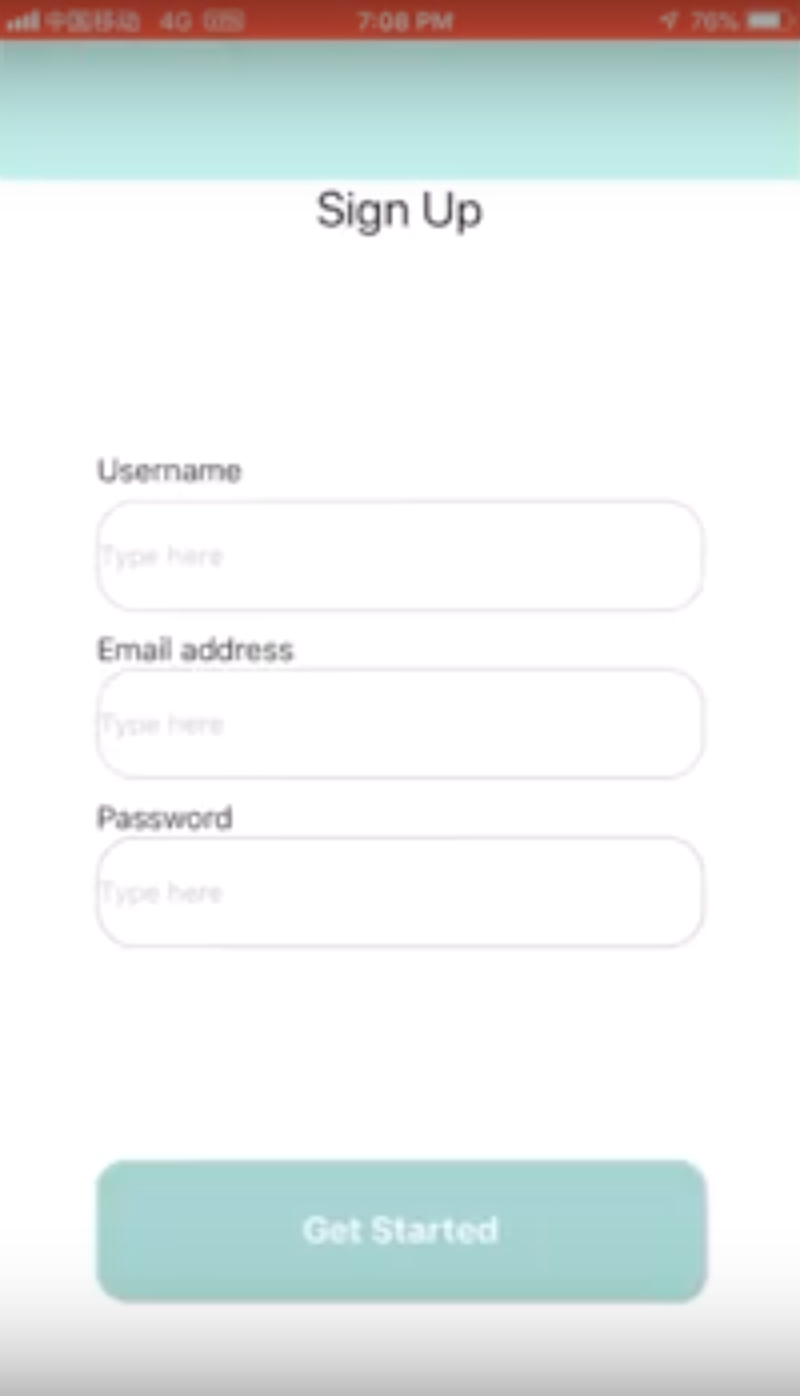 中国移动 4G 7:08 PM 76%
Sign Up
Username
Type here
Email address
Type here
Password
Type here
Get Started